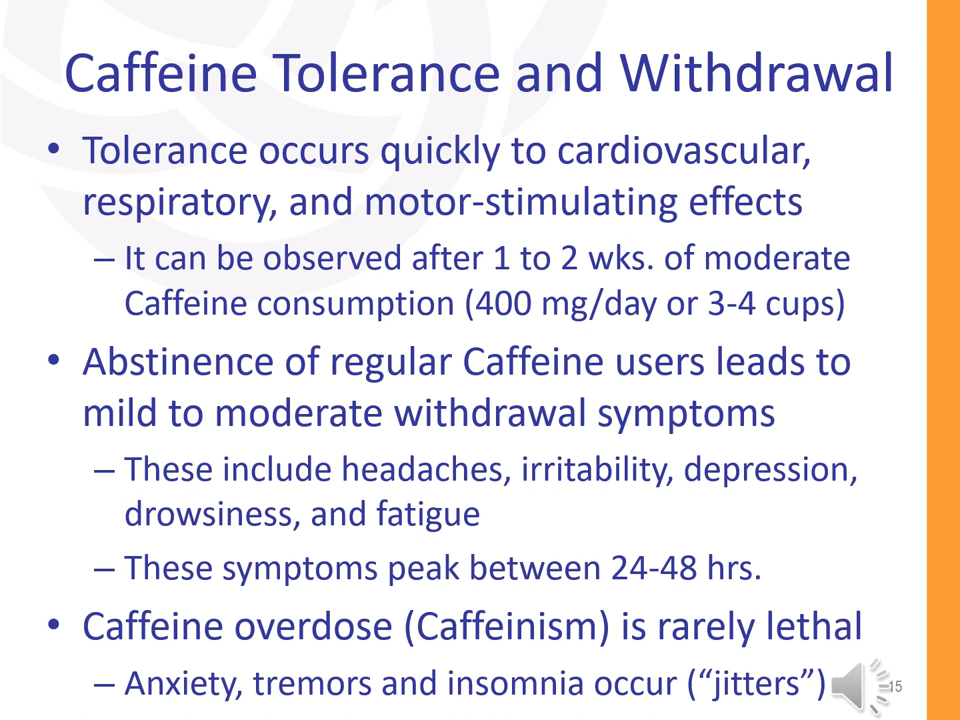 Caffeine Tolerance and Withdrawal
• Tolerance occurs quickly to cardiovascular,
respiratory, and motor-stimulating effects
– It can be observed after 1 to 2 wks. of moderate
Caffeine consumption (400 mg/day or 3-4 cups)
• Abstinence of regular Caffeine users leads to
mild to moderate withdrawal symptoms
– These include headaches, irritability, depression,
drowsiness, and fatigue
– These symptoms peak between 24-48 hrs.
• Caffeine overdose (Caffeinism) is rarely lethal
– Anxiety, tremors and insomnia occur (“jitters”)
15